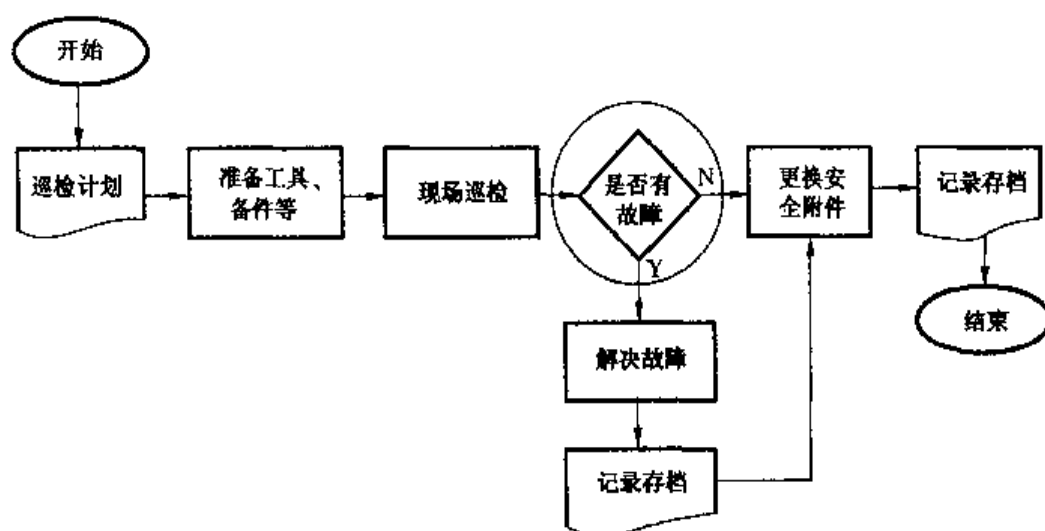 开始
巡检计划
准备工具、
备件等
现场巡检
是否有
故障
N
更换安
全附件
记录存档
Y
结束
解决故障
记录存档